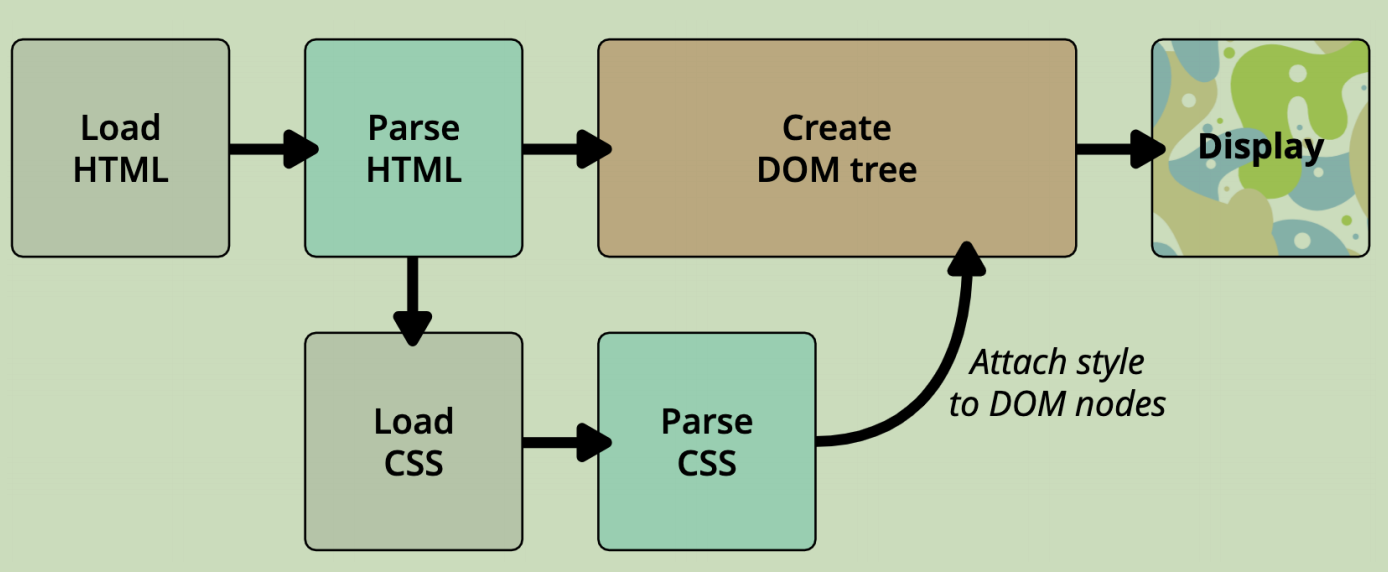 Load
HTML
Parse
HTML
Create
DOM tree
Display
Load
CSS
Parse
CSS
Attach style
to DOM nodes